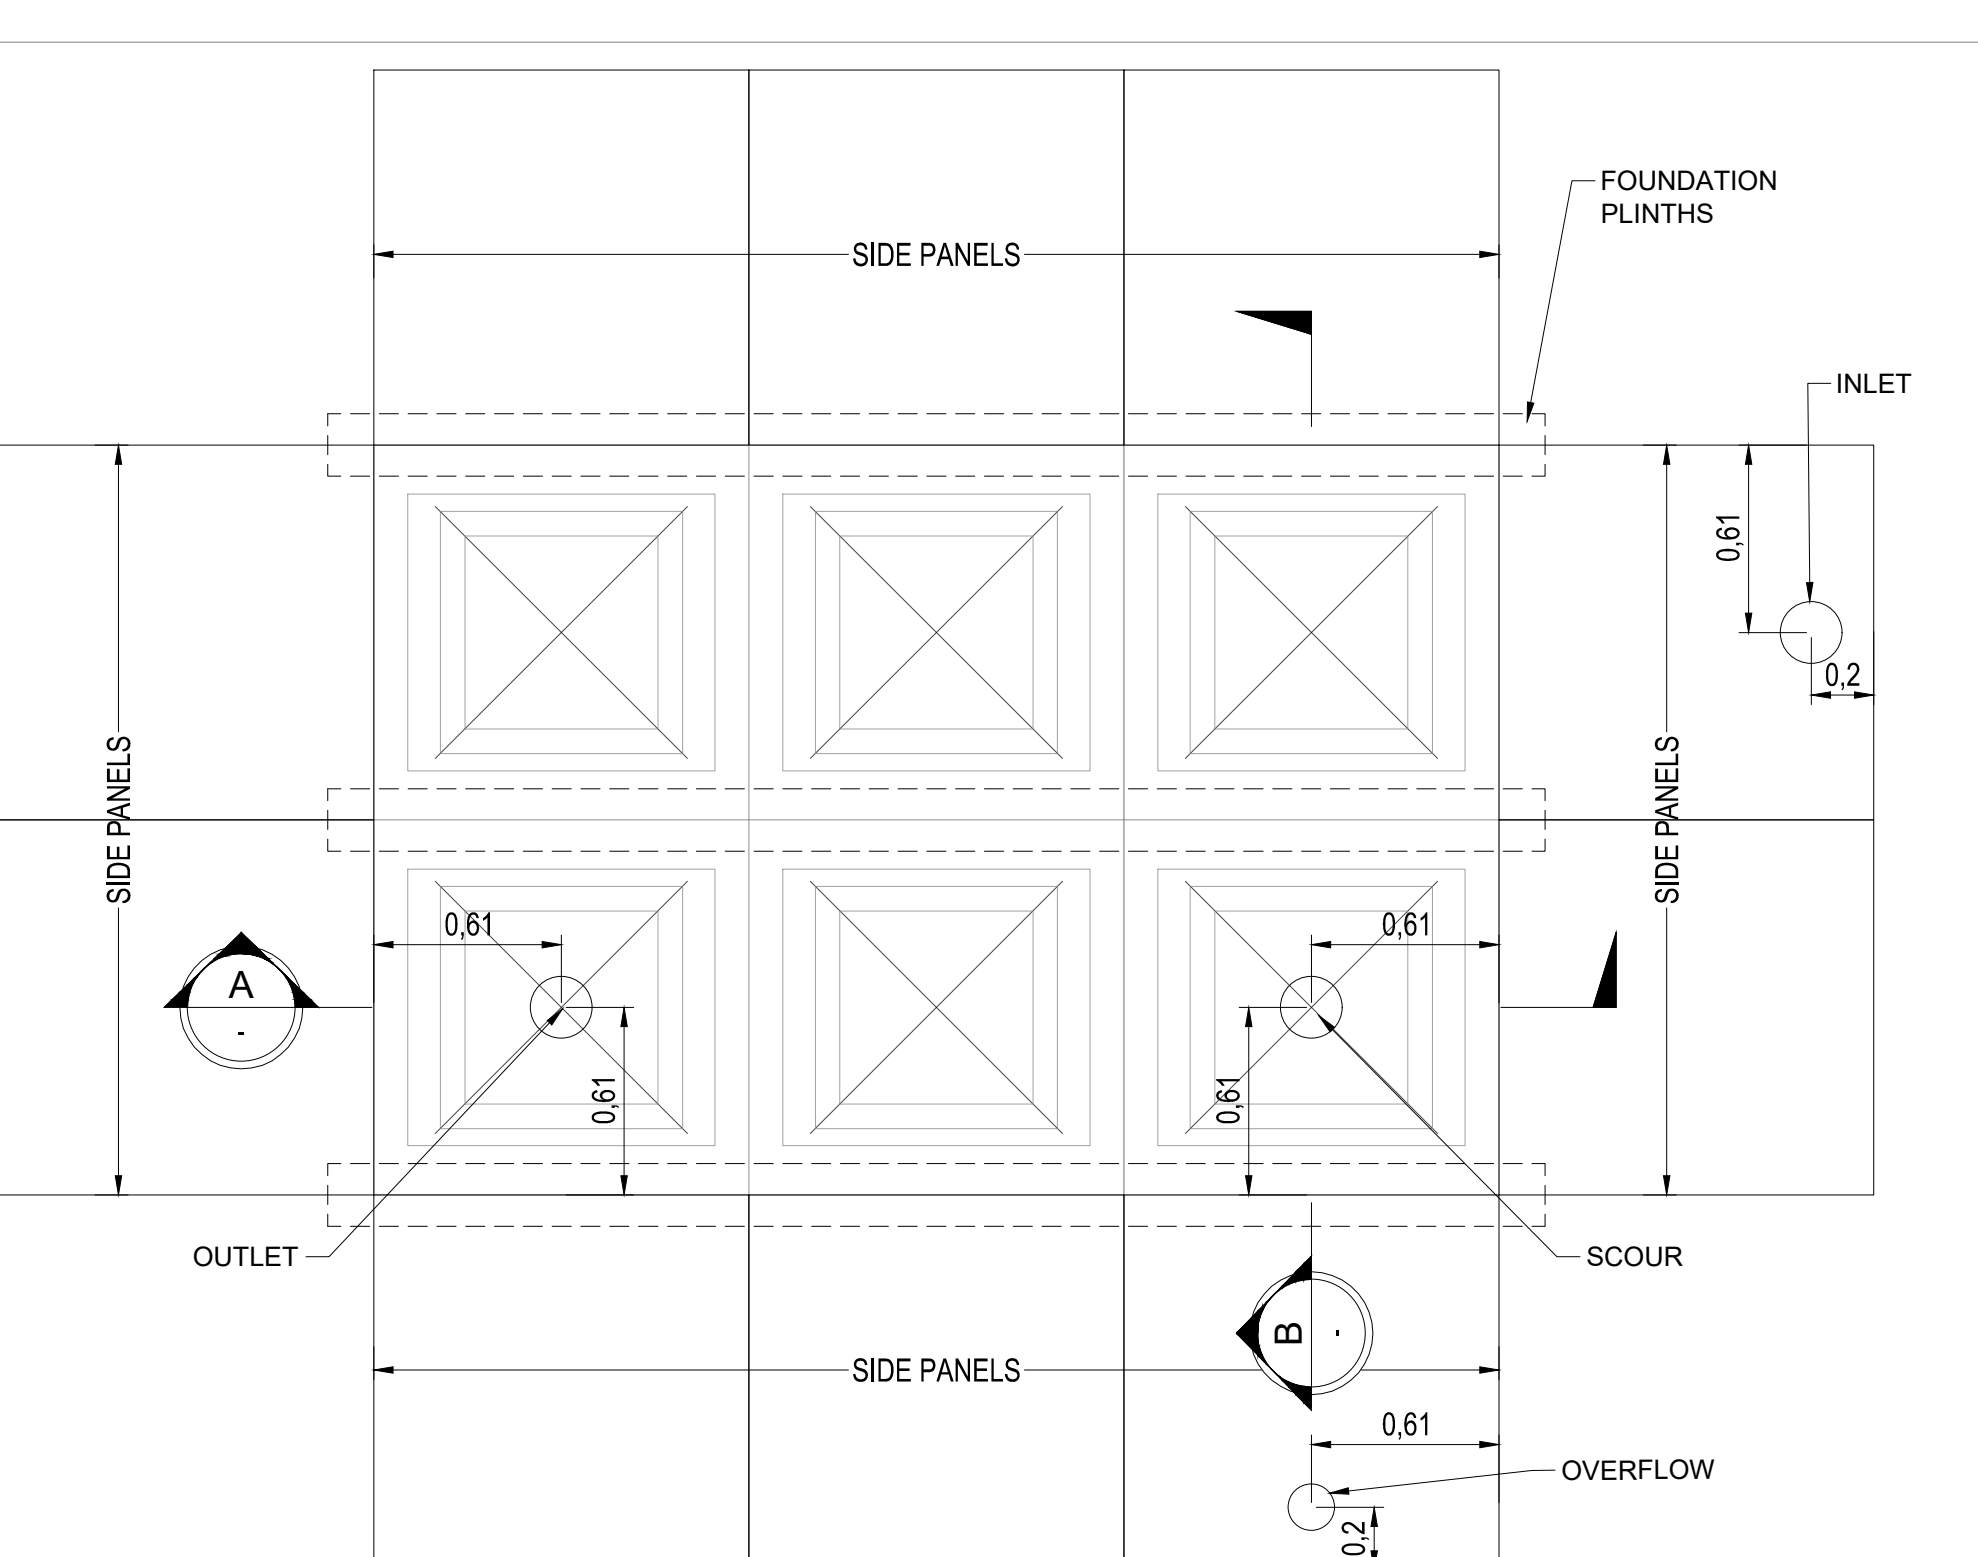 FOUNDATION
PLINTHS
SIDE PANELS
INLET
0,61
0,2
SIDE PANELS
SIDE PANELS
0,61
0,61
A
-
0,61
0,61
OUTLET
SCOUR
B
-
SIDE PANELS
0,61
OVERFLOW
0,2